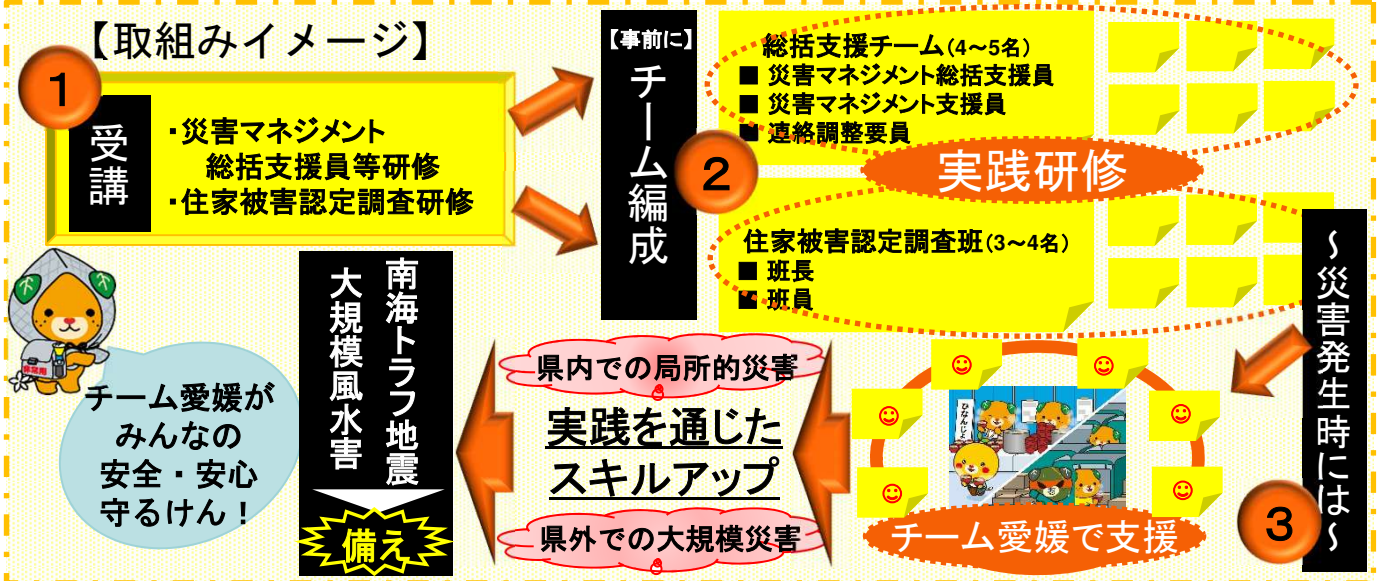 【取組みイメージ】
1
受講
・災害マネジメント
総括支援員等研修
・住家被害認定調査研修
【事前に】
チーム編成
2
総括支援チーム(4~5名)
■ 災害マネジメント総括支援員
■ 災害マネジメント支援員
■ 連絡調整要員
実践研修
住家被害認定調査班(3~4名)
■ 班長
■ 班員
~災害発生時には~
3
ひなんじょ
チーム愛媛で支援
県内での局所的災害
実践を通じた
スキルアップ
県外での大規模災害
南海トラフ地震
大規模風水害
備え
非常用
チーム愛媛が
みんなの
安全・安心
守るけん!